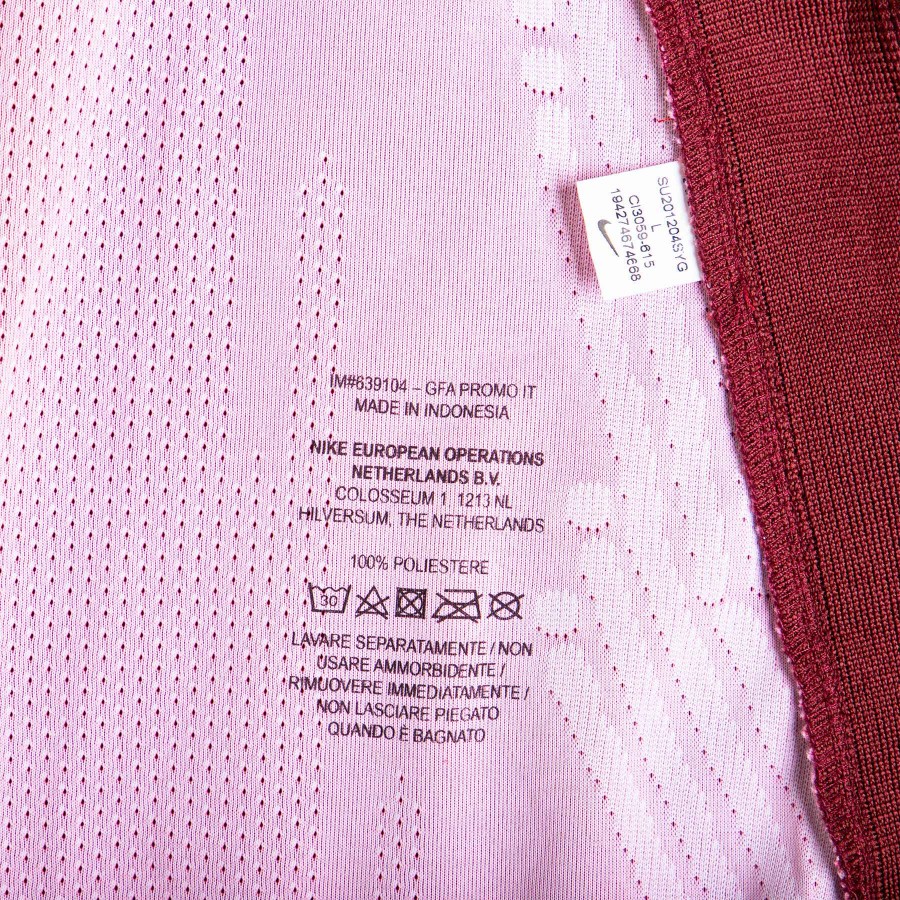 SU201204SYG
L
CI3059-615
194274674668
IM#639104 – GFA PROMO IT
MADE IN INDONESIA
NIKE EUROPEAN OPERATIONS
NETHERLANDS B.V.
COLOSSEUM 1 1213 NL
HILVERSUM, THE NETHERLANDS
100% POLIESTERE
30
LAVARE SEPARATAMENTE / NON
USARE AMMORBIDENTE /
RIMUOVERE IMMEDIATAMENTE /
NON LASCIARE PIEGATO
QUANDO È BAGNATO